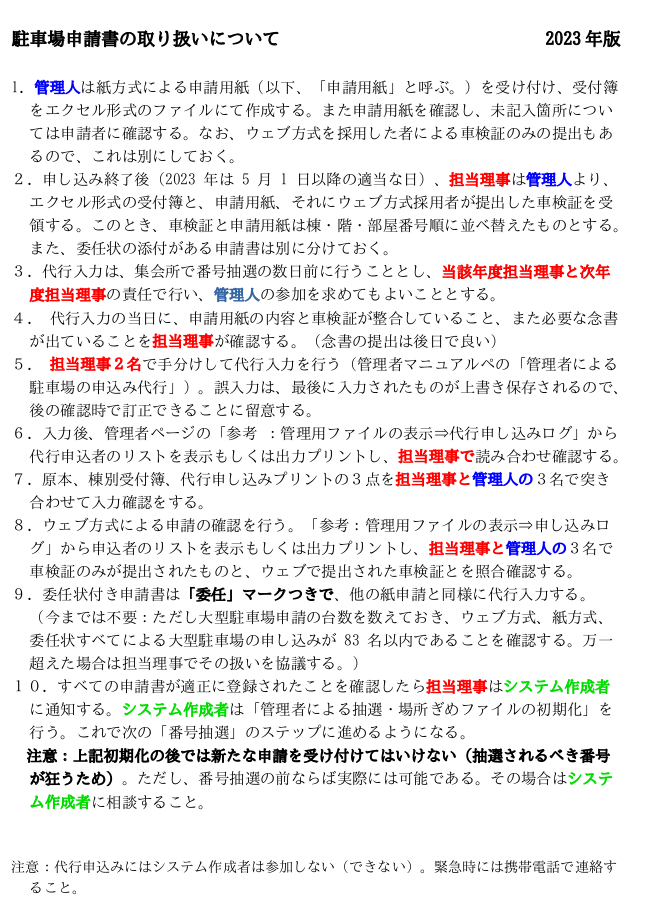 駐車場申請書の取り扱いについて 2023年版
1．管理人は紙方式による申請用紙（以下、「申請用紙」と呼ぶ。）を受け付け、受付簿
をエクセル形式のファイルにて作成する。また申請用紙を確認し、未記入箇所につい
ては申請者に確認する。なお、ウェブ方式を採用した者による車検証のみの提出もあ
るので、これは別にしておく。
２．申し込み終了後（2023 年は 5 月 1 日以降の適当な日）、担当理事は管理人より、
エクセル形式の受付簿と、申請用紙、それにウェブ方式採用者が提出した車検証を受
領する。このとき、車検証と申請用紙は棟・階・部屋番号順に並べ替えたものとする。
また、委任状の添付がある申請書は別に分けておく。
３．代行入力は、集会所で番号抽選の数日前に行うこととし、当該年度担当理事と次年
度担当理事の責任で行い、管理人の参加を求めてもよいこととする。
４． 代行入力の当日に、申請用紙の内容と車検証が整合していること、また必要な念書
が出ていることを担当理事が確認する。（念書の提出は後日で良い）
５． 担当理事２名で手分けして代行入力を行う（管理者マニュアルペの「管理者による
駐車場の申込み代行」）。誤入力は、最後に入力されたものが上書き保存されるので、
後の確認時で訂正できることに留意する。
６．入力後、管理者ページの「参考 ：管理用ファイルの表示⇒代行申し込みログ」から
代行申込者のリストを表示もしくは出力プリントし、担当理事で読み合わせ確認する。
７．原本、棟別受付簿、代行申し込みプリントの３点を担当理事と管理人の３名で突き
合わせて入力確認をする。
８．ウェブ方式による申請の確認を行う。「参考：管理用ファイルの表示⇒申し込みロ
グ」から申込者のリストを表示もしくは出力プリントし、担当理事と管理人の３名で
車検証のみが提出されたものと、ウェブで提出された車検証とを照合確認する。
９．委任状付き申請書は「委任」マークつきで、他の紙申請と同様に代行入力する。
（今までは不要：ただし大型駐車場申請の台数を数えておき、ウェブ方式、紙方式、
委任状すべてによる大型駐車場の申し込みが 83 名以内であることを確認する。万一
超えた場合は担当理事でその扱いを協議する。）
１０．すべての申請書が適正に登録されたことを確認したら担当理事はシステム作成者
に通知する。システム作成者は「管理者による抽選・場所ぎめファイルの初期化」を
行う。これで次の「番号抽選」のステップに進めるようになる。
注意：上記初期化の後では新たな申請を受け付けてはいけない（抽選されるべき番号
が狂うため）。ただし、番号抽選の前ならば実際には可能である。その場合はシステ
ム作成者に相談すること。
注意：代行申込みにはシステム作成者は参加しない（できない）。緊急時には携帯電話で連絡す
ること。